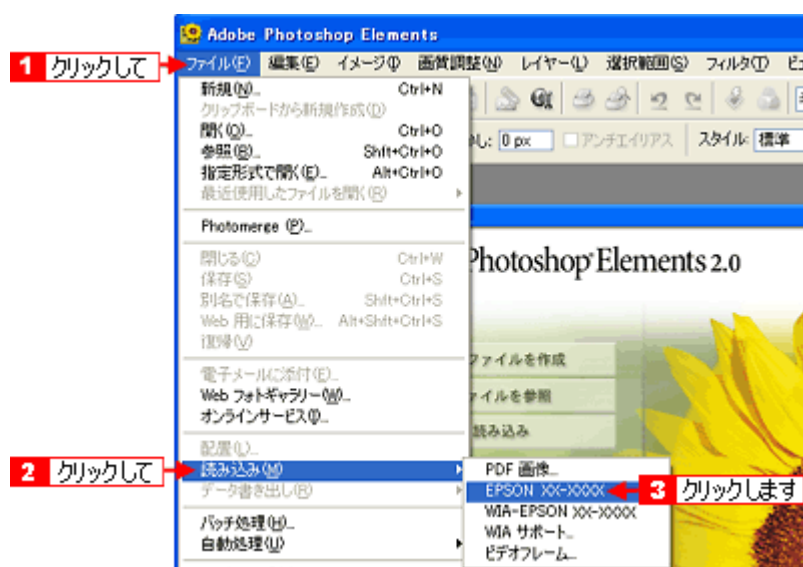 Adobe Photoshop Elements
1 クリックして
ファイル(F) 編集(E) イメージ(I) 画質調整(N) レイヤー(L) 選択範囲(S) フィルタ(T)
新規(N)... Ctrl+N
クリップボードから新規作成(D)
開く(O)... Ctrl+O
参照(B)... Shift+Ctrl+O
指定形式で開く(E)... Alt+Ctrl+O
最近使用したファイルを開く(R)
0 px アンチエイリアス スタイル: 標準
Photomerge (P)...
閉じる(C) Ctrl+W
保存(S) Ctrl+S
別名で保存(A)... Shift+Ctrl+S
Web 用に保存(W)... Alt+Shft+Ctrl+S
復帰(V)
Photoshop Elements 2.0
電子メールに添付(E)...
Web フォトギャラリー(W)...
オンラインサービス(I)...
ファイルを作成
ファイルを参照
読み込み
配置(L)...
2 クリックして
読み込み(M)
データ書き出し(R)
バッチ処理(H)...
自動処理(U)
PDF 画像...
EPSON XX-XXXX
3 クリックします
WIA-EPSON XX-XXXX
WIA サポート...
ビデオフレーム...